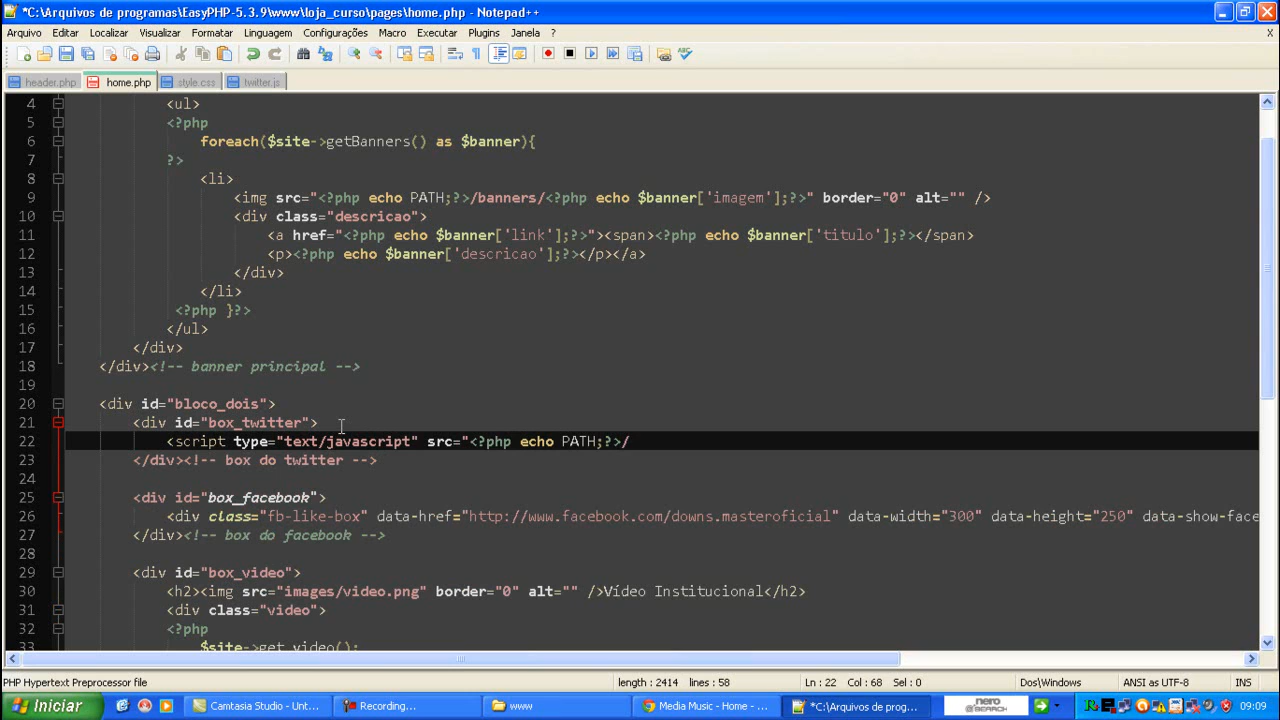 *C:\Arquivos de programas\EasyPHP-5.3.9\www\loja_curso\pages\home.php - Notepad++
Arquivo Editar Localizar Visualizar Formatar Linguagem Configurações Macro Executar Plugins Janela ? X
header.php home.php style.css twitter.js
4 <ul>
5 <?php
6 foreach($site->getBanners() as $banner){
7 ?>
8 <li>
9 <img src="<?php echo PATH;?>/banners/<?php echo $banner['imagem'];?>" border="0" alt="" />
10 <div class="descricao">
11 <a href="<?php echo $banner['link'];?>"><span><?php echo $banner['titulo'];?></span>
12 <p><?php echo $banner['descricao'];?></p></a>
13 </div>
14 </li>
15 <?php }?>
16 </ul>
17 </div>
18 </div><!-- banner principal -->
19
20 <div id="bloco_dois">
21 <div id="box_twitter">
22 <script type="text/javascript" src="<?php echo PATH;?>/
23 </div><!-- box do twitter -->
24
25 <div id="box_facebook">
26 <div class="fb-like-box" data-href="http://www.facebook.com/downs.masteroficial" data-width="300" data-height="250" data-show-face
27 </div><!-- box do facebook -->
28
29 <div id="box_video">
30 <h2><img src="images/video.png" border="0" alt="" />Vídeo Institucional</h2>
31 <div class="video">
32 <?php
33 $site->get_video();
PHP Hypertext Preprocessor file length : 2414 lines : 58 Ln : 22 Col : 68 Sel : 0 Dos\Windows ANSI as UTF-8 INS
Iniciar Camtasia Studio - Unt... Recording... www Media Music - Home - ... *C:\Arquivos de prog... nero SEARCH 09:09